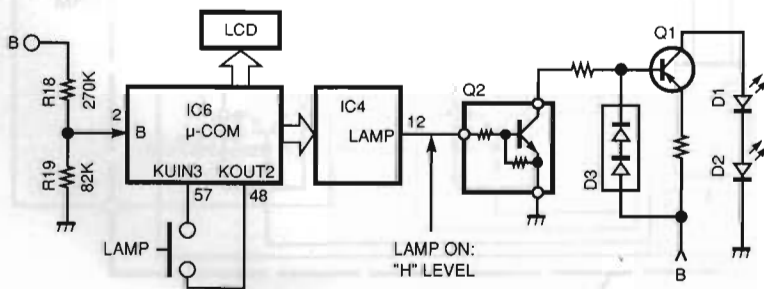 LCD
B
R18
270K
R19
82K
2
B
IC6
μ-COM
KUIN3
KOUT2
57
48
LAMP
IC4
LAMP
12
LAMP ON:
"H" LEVEL
Q2
Q1
D3
D1
D2
B